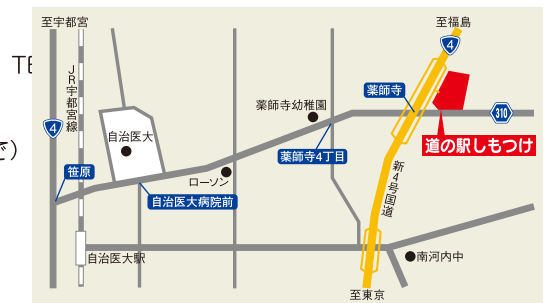 至宇都宮
至福島
4
TE
JR宇都宮線
薬師寺
薬師寺幼稚園
310
4
自治医大
道の駅しもつけ
き)
薬師寺4丁目
笹原
ローソン
新4号国道
自治医大病院前
自治医大駅
南河内中
至東京